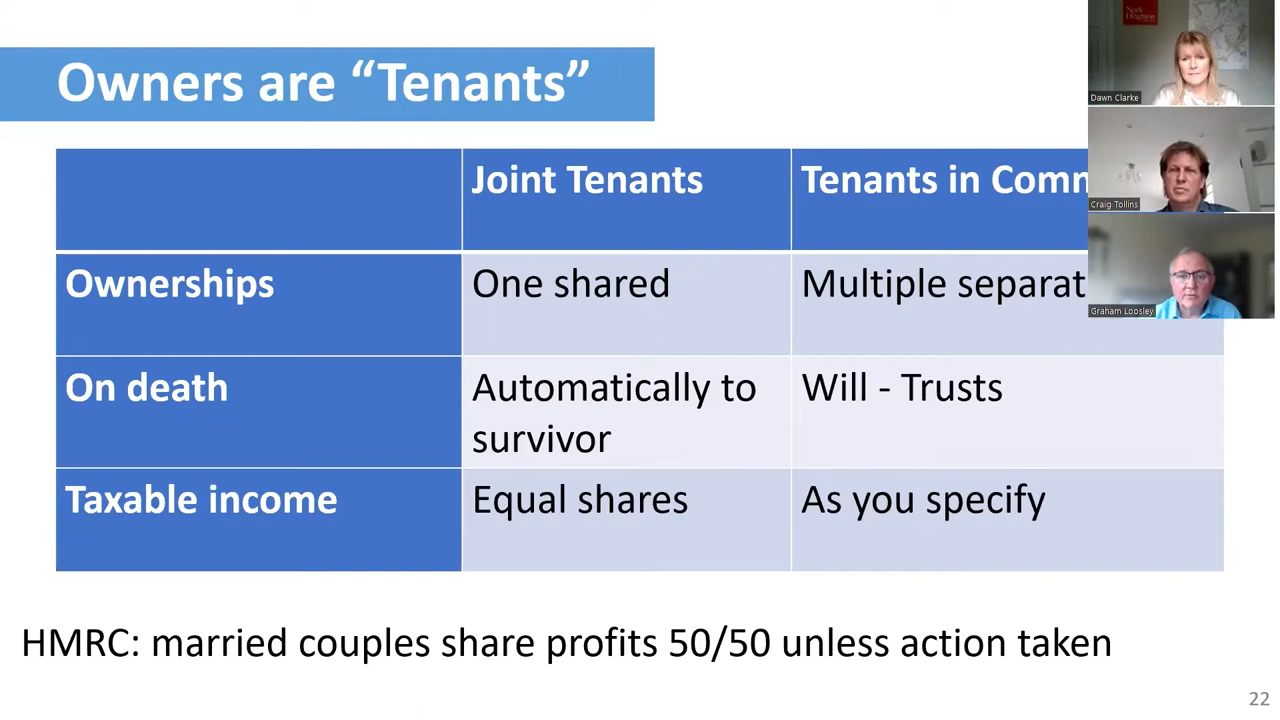 Owners are “Tenants”
Joint Tenants
Tenants in Comm
Ownerships
One shared
Multiple separat
On death
Automatically to
survivor
Will - Trusts
Taxable income
Equal shares
As you specify
HMRC: married couples share profits 50/50 unless action taken
22
Nock
Deighton
Dawn Clarke
Craig Tollins
Graham Loosley